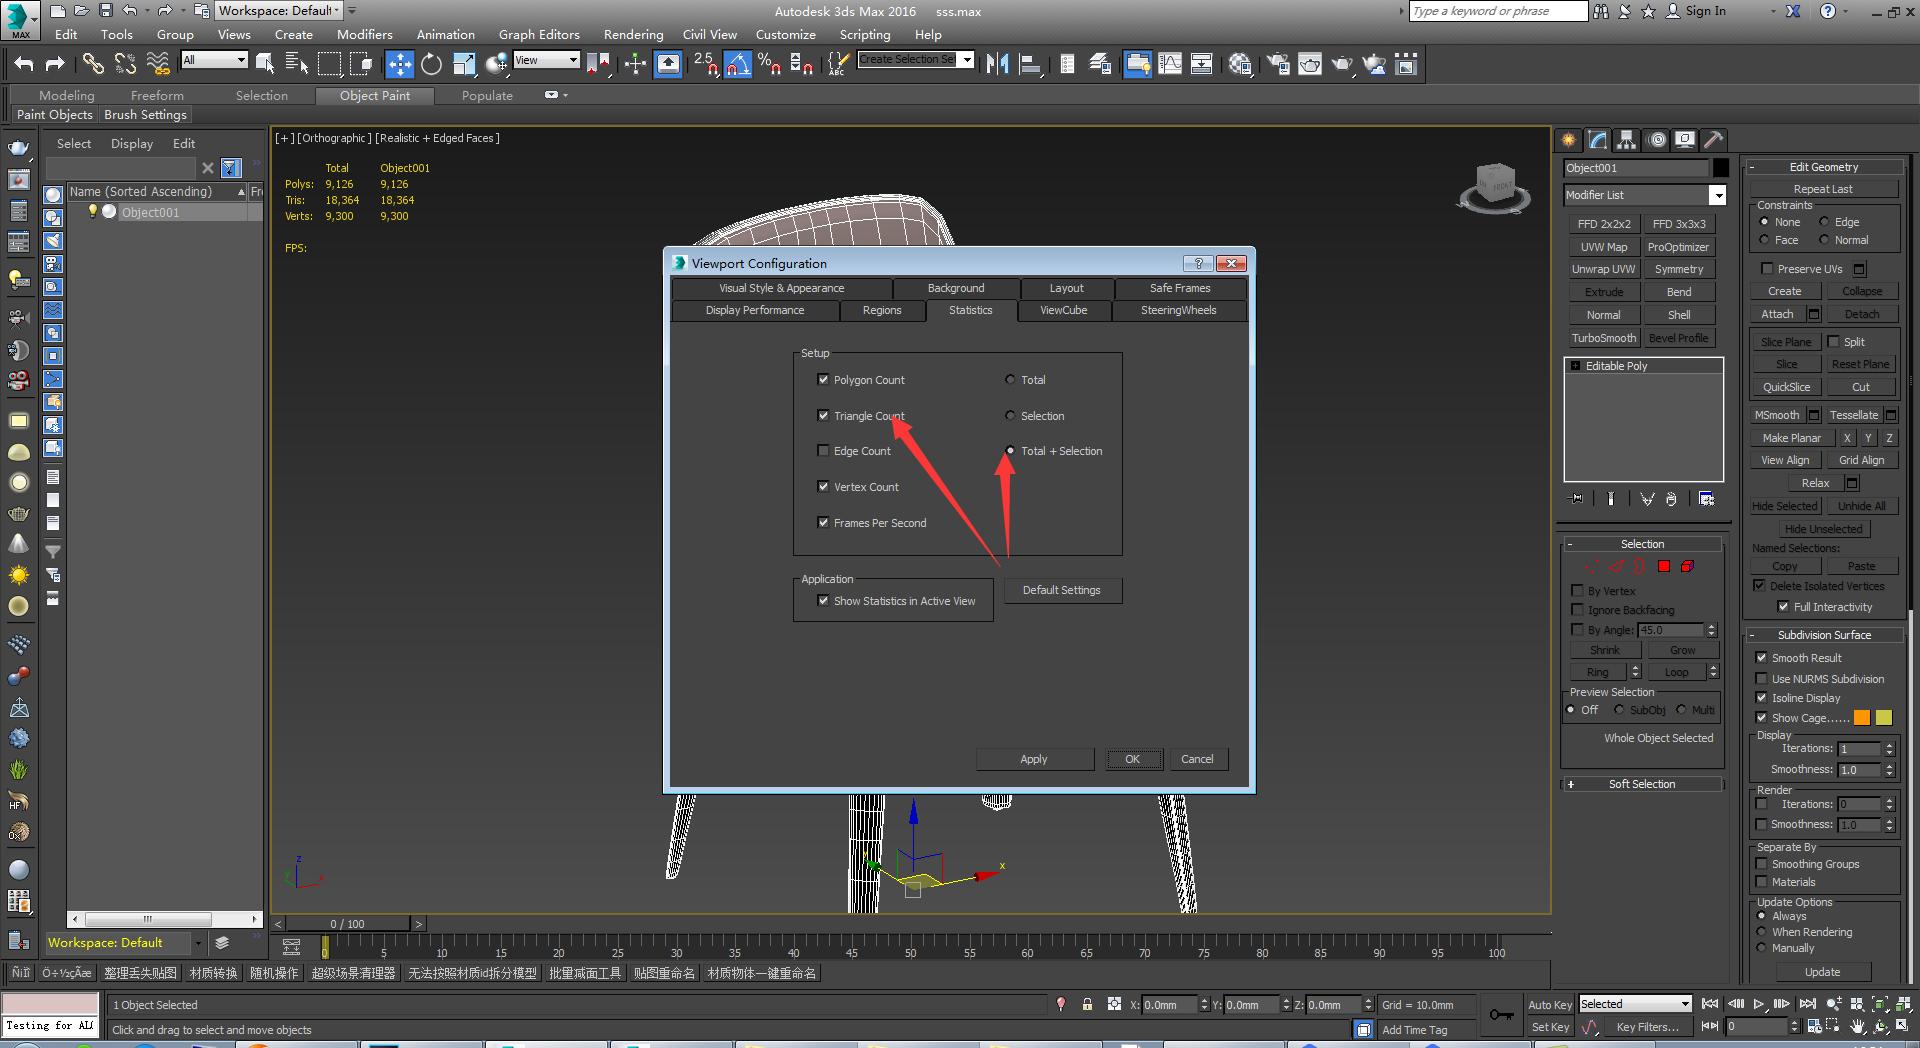 Workspace: Default
Autodesk 3ds Max 2016 sss.max
Type a keyword or phrase
Sign In
MAX
Edit Tools Group Views Create Modifiers Animation Graph Editors Rendering Civil View Customize Scripting Help
All
View
2.5
Create Selection Se
Modeling Freeform Selection Object Paint Populate
Paint Objects Brush Settings
Select Display Edit
Name (Sorted Ascending) Fr
Object001
[+] [Orthographic] [Realistic + Edged Faces]
Total Object001
Polys: 9,126 9,126
Tris: 18,364 18,364
Verts: 9,300 9,300
FPS:
FRONT
Viewport Configuration
Visual Style & Appearance Background Layout Safe Frames
Display Performance Regions Statistics ViewCube SteeringWheels
Setup
Polygon Count Total
Triangle Count Selection
Edge Count Total + Selection
Vertex Count
Frames Per Second
Application
Show Statistics in Active View
Default Settings
Apply OK Cancel
z
x
x
Object001
Modifier List
FFD 2x2x2 FFD 3x3x3
UVW Map ProOptimizer
Unwrap UVW Symmetry
Extrude Bend
Normal Shell
TurboSmooth Bevel Profile
Editable Poly
- Selection
By Vertex
Ignore Backfacing
By Angle: 45.0
Shrink Grow
Ring Loop
Preview Selection
Off SubObj Multi
Whole Object Selected
+ Soft Selection
- Edit Geometry
Repeat Last
Constraints
None Edge
Face Normal
Preserve UVs
Create Collapse
Attach Detach
Slice Plane Split
Slice Reset Plane
QuickSlice Cut
MSmooth Tessellate
Make Planar X Y Z
View Align Grid Align
Relax
Hide Selected Unhide All
Hide Unselected
Named Selections:
Copy Paste
Delete Isolated Vertices
Full Interactivity
- Subdivision Surface
Smooth Result
Use NURMS Subdivision
Isoline Display
Show Cage......
Display
Iterations: 1
Smoothness: 1.0
Render
Iterations: 0
Smoothness: 1.0
Separate By
Smoothing Groups
Materials
Update Options
Always
When Rendering
Manually
Update
HF
0 / 100
Workspace: Default
0 5 10 15 20 25 30 35 40 45 50 55 60 65 70 75 80 85 90 95 100
Ö÷½çÃæ 整理丢失贴图 材质转换 随机操作 超级场景清理器 无法按照材质id拆分模型 批量减面工具 贴图重命名 材质物体一键重命名
1 Object Selected
X: 0.0mm Y: 0.0mm Z: 0.0mm Grid = 10.0mm
Auto Key Selected
Testing for AL
Click and drag to select and move objects
Add Time Tag
Set Key Key Filters...
0